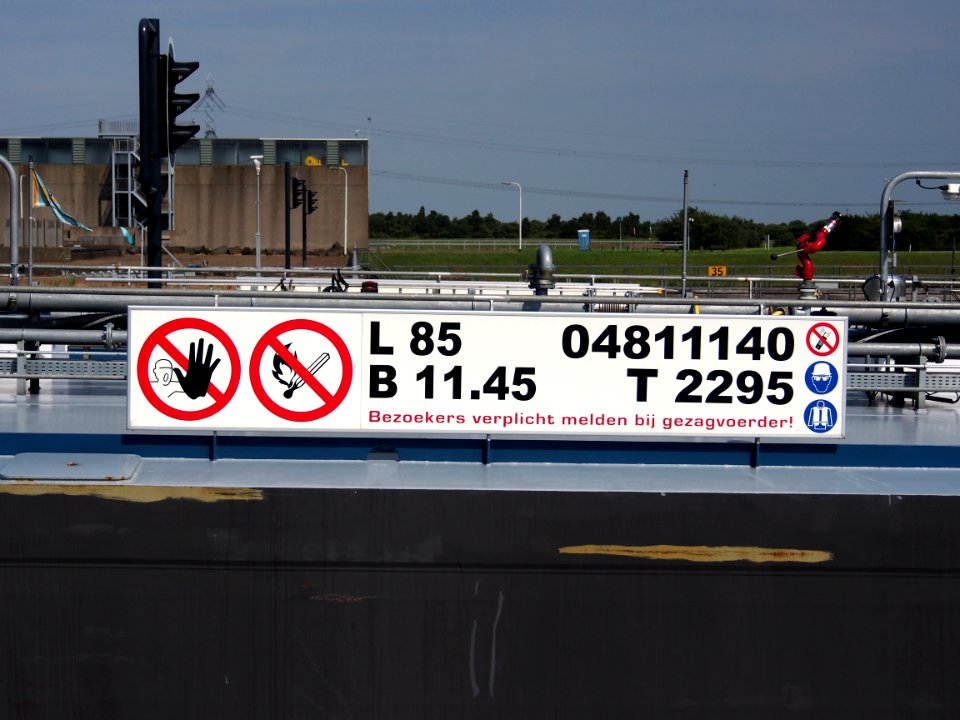 L 85 04811140
B 11.45 T 2295
Bezoekers verplicht melden bij gezagvoerder!
35